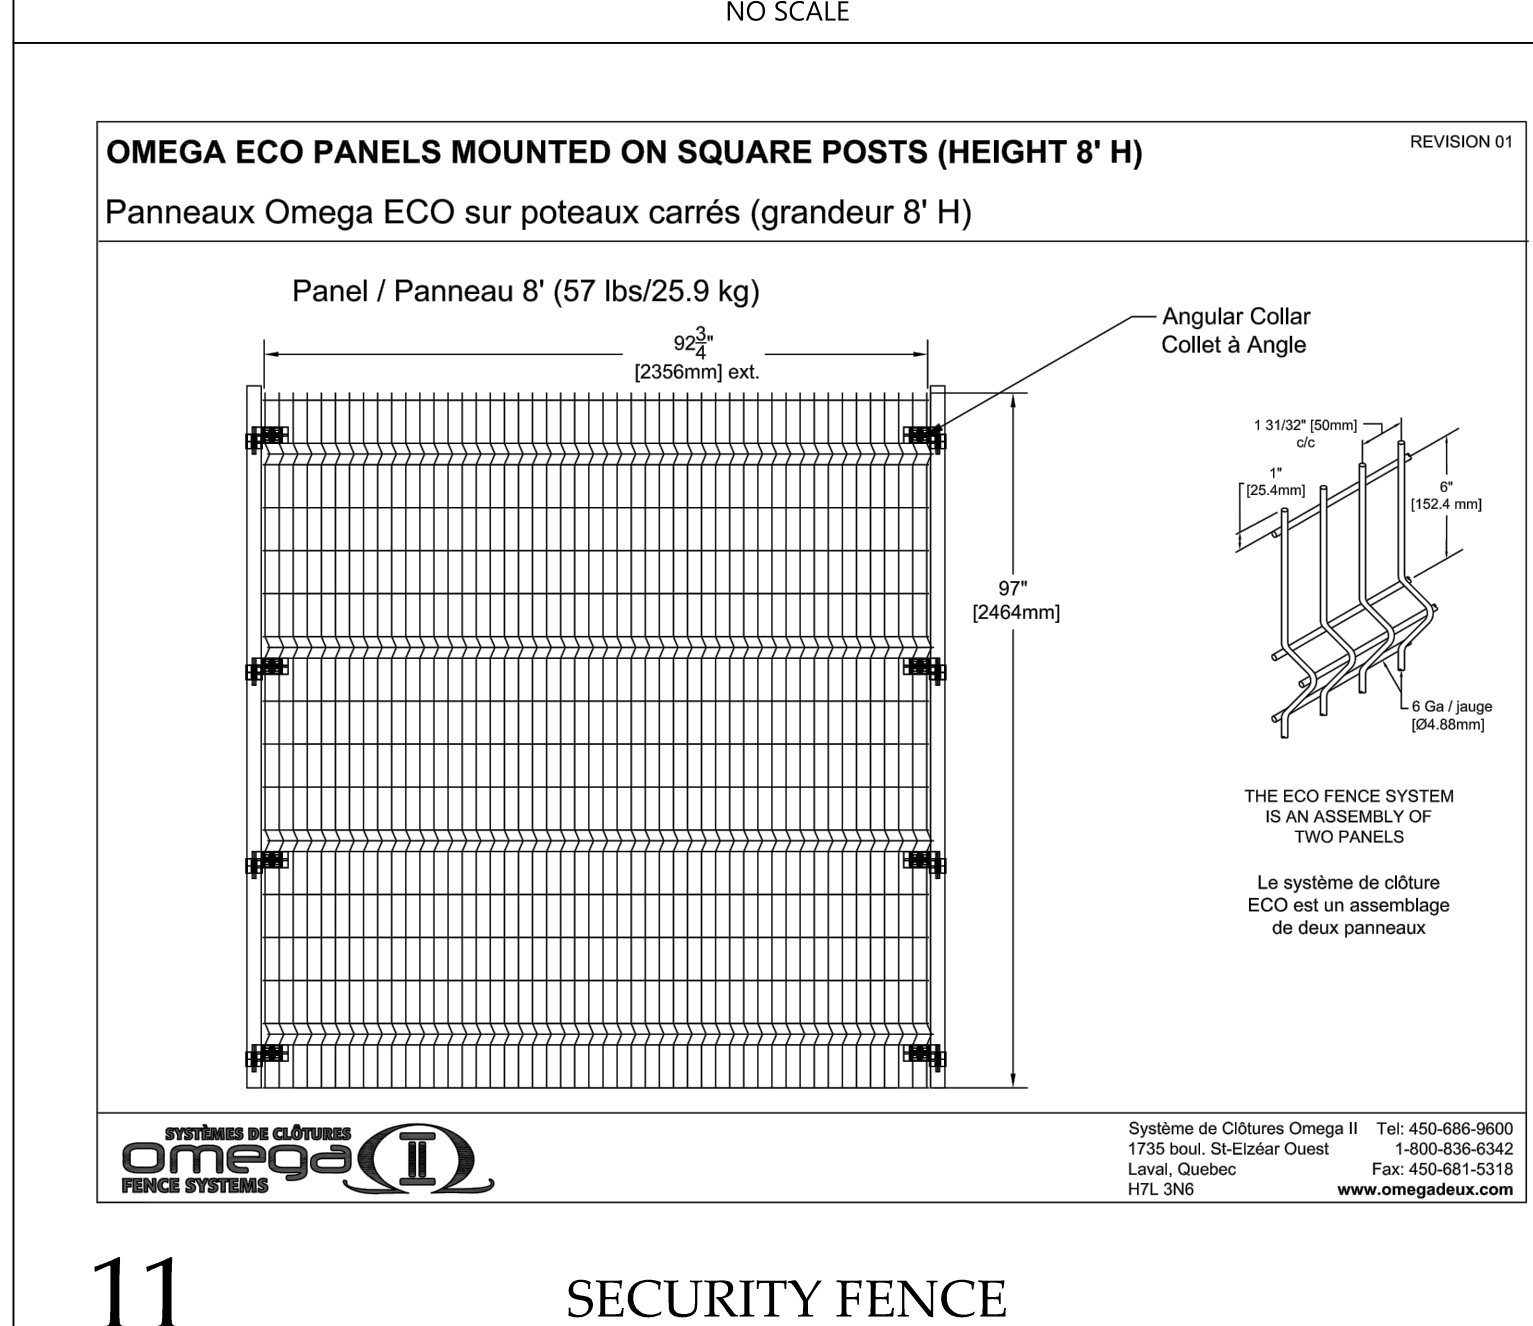 NO SCALE
OMEGA ECO PANELS MOUNTED ON SQUARE POSTS (HEIGHT 8' H)
REVISION 01
Panneaux Omega ECO sur poteaux carrés (grandeur 8' H)
Panel / Panneau 8' (57 lbs/25.9 kg)
92 3/4"
[2356mm] ext.
Angular Collar
Collet à Angle
97"
[2464mm]
1 31/32" [50mm]
c/c
1"
[25.4mm]
6"
[152.4 mm]
6 Ga / jauge
[Ø4.88mm]
THE ECO FENCE SYSTEM
IS AN ASSEMBLY OF
TWO PANELS
Le système de clôture
ECO est un assemblage
de deux panneaux
SYSTÈMES DE CLÔTURES
omega II
FENCE SYSTEMS
Système de Clôtures Omega II Tel: 450-686-9600
1735 boul. St-Elzéar Ouest 1-800-836-6342
Laval, Quebec Fax: 450-681-5318
H7L 3N6 www.omegadeux.com
11 SECURITY FENCE